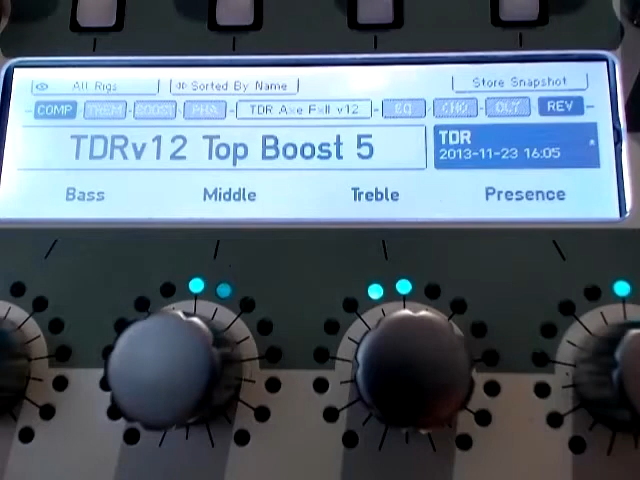 All Rigs Sorted By Name Store Snapshot
COMP TREM BOOST PHA TDR Axe FxII v12 EQ CHO DLY REV
TDRv12 Top Boost 5
TDR
2013-11-23 16:05
Bass Middle Treble Presence